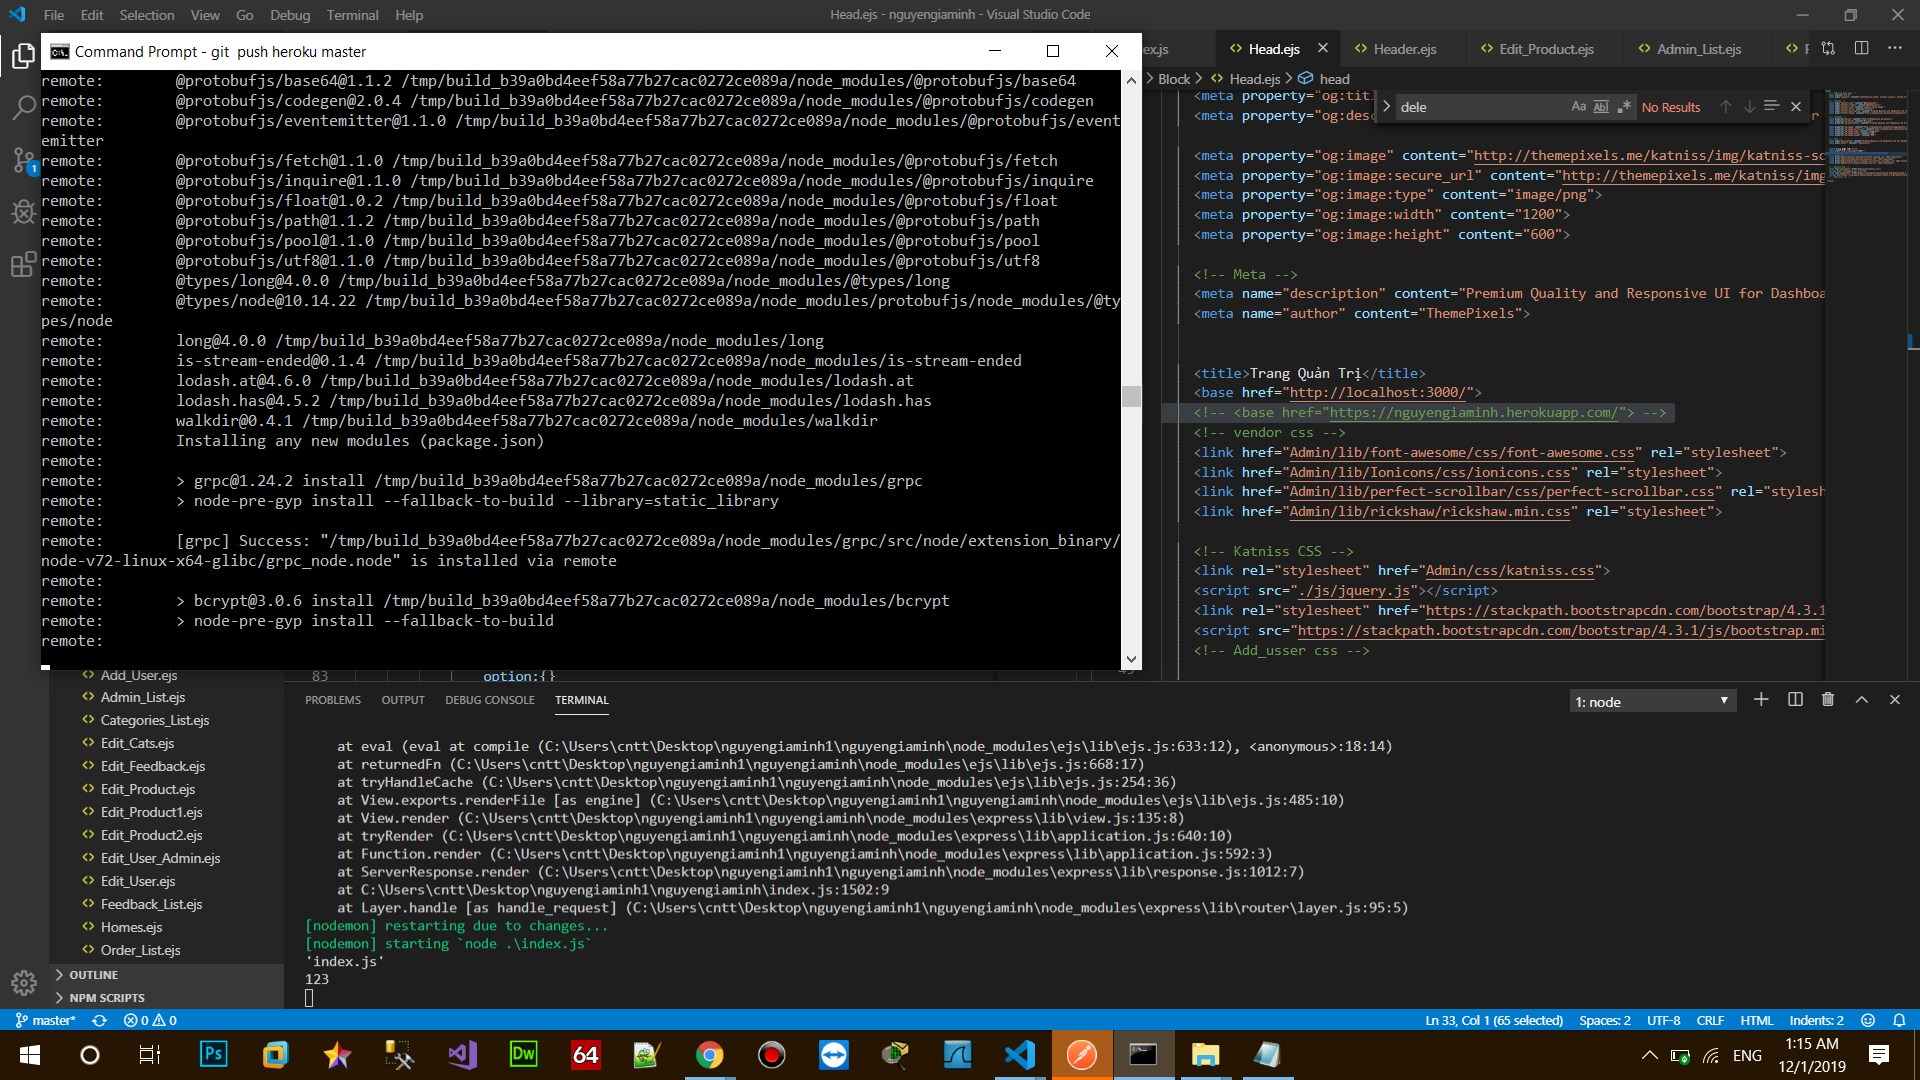 File Edit Selection View Go Debug Terminal Help
Head.ejs - nguyengiaminh - Visual Studio Code
Command Prompt - git  push heroku master
remote:        @protobufjs/base64@1.1.2 /tmp/build_b39a0bd4eef58a77b27cac0272ce089a/node_modules/@protobufjs/base64
remote:        @protobufjs/codegen@2.0.4 /tmp/build_b39a0bd4eef58a77b27cac0272ce089a/node_modules/@protobufjs/codegen
remote:        @protobufjs/eventemitter@1.1.0 /tmp/build_b39a0bd4eef58a77b27cac0272ce089a/node_modules/@protobufjs/event
emitter
remote:        @protobufjs/fetch@1.1.0 /tmp/build_b39a0bd4eef58a77b27cac0272ce089a/node_modules/@protobufjs/fetch
remote:        @protobufjs/inquire@1.1.0 /tmp/build_b39a0bd4eef58a77b27cac0272ce089a/node_modules/@protobufjs/inquire
remote:        @protobufjs/float@1.0.2 /tmp/build_b39a0bd4eef58a77b27cac0272ce089a/node_modules/@protobufjs/float
remote:        @protobufjs/path@1.1.2 /tmp/build_b39a0bd4eef58a77b27cac0272ce089a/node_modules/@protobufjs/path
remote:        @protobufjs/pool@1.1.0 /tmp/build_b39a0bd4eef58a77b27cac0272ce089a/node_modules/@protobufjs/pool
remote:        @protobufjs/utf8@1.1.0 /tmp/build_b39a0bd4eef58a77b27cac0272ce089a/node_modules/@protobufjs/utf8
remote:        @types/long@4.0.0 /tmp/build_b39a0bd4eef58a77b27cac0272ce089a/node_modules/@types/long
remote:        @types/node@10.14.22 /tmp/build_b39a0bd4eef58a77b27cac0272ce089a/node_modules/protobufjs/node_modules/@ty
pes/node
remote:        long@4.0.0 /tmp/build_b39a0bd4eef58a77b27cac0272ce089a/node_modules/long
remote:        is-stream-ended@0.1.4 /tmp/build_b39a0bd4eef58a77b27cac0272ce089a/node_modules/is-stream-ended
remote:        lodash.at@4.6.0 /tmp/build_b39a0bd4eef58a77b27cac0272ce089a/node_modules/lodash.at
remote:        lodash.has@4.5.2 /tmp/build_b39a0bd4eef58a77b27cac0272ce089a/node_modules/lodash.has
remote:        walkdir@0.4.1 /tmp/build_b39a0bd4eef58a77b27cac0272ce089a/node_modules/walkdir
remote:        Installing any new modules (package.json)
remote:
remote:        > grpc@1.24.2 install /tmp/build_b39a0bd4eef58a77b27cac0272ce089a/node_modules/grpc
remote:        > node-pre-gyp install --fallback-to-build --library=static_library
remote:
remote:        [grpc] Success: "/tmp/build_b39a0bd4eef58a77b27cac0272ce089a/node_modules/grpc/src/node/extension_binary/
node-v72-linux-x64-glibc/grpc_node.node" is installed via remote
remote:
remote:        > bcrypt@3.0.6 install /tmp/build_b39a0bd4eef58a77b27cac0272ce089a/node_modules/bcrypt
remote:        > node-pre-gyp install --fallback-to-build
remote:
ex.js Head.ejs Header.ejs Edit_Product.ejs Admin_List.ejs
Block > Head.ejs > head
dele Aa Abl No Results
<meta property="og:tit
<meta property="og:des
<meta property="og:image" content="http://themepixels.me/katniss/img/katniss-sc
<meta property="og:image:secure_url" content="http://themepixels.me/katniss/img
<meta property="og:image:type" content="image/png">
<meta property="og:image:width" content="1200">
<meta property="og:image:height" content="600">
<!-- Meta -->
<meta name="description" content="Premium Quality and Responsive UI for Dashboa
<meta name="author" content="ThemePixels">
<title>Trang Quản Trị</title>
<base href="http://localhost:3000/">
<!-- <base href="https://nguyengiaminh.herokuapp.com/"> -->
<!-- vendor css -->
<link href="Admin/lib/font-awesome/css/font-awesome.css" rel="stylesheet">
<link href="Admin/lib/Ionicons/css/ionicons.css" rel="stylesheet">
<link href="Admin/lib/perfect-scrollbar/css/perfect-scrollbar.css" rel="stylesh
<link href="Admin/lib/rickshaw/rickshaw.min.css" rel="stylesheet">
<!-- Katniss CSS -->
<link rel="stylesheet" href="Admin/css/katniss.css">
<script src="./js/jquery.js"></script>
<link rel="stylesheet" href="https://stackpath.bootstrapcdn.com/bootstrap/4.3.1
<script src="https://stackpath.bootstrapcdn.com/bootstrap/4.3.1/js/bootstrap.mi
<!-- Add_usser css -->
83 option:{}
Add_User.ejs
Admin_List.ejs
Categories_List.ejs
Edit_Cats.ejs
Edit_Feedback.ejs
Edit_Product.ejs
Edit_Product1.ejs
Edit_Product2.ejs
Edit_User_Admin.ejs
Edit_User.ejs
Feedback_List.ejs
Homes.ejs
Order_List.ejs
OUTLINE
NPM SCRIPTS
PROBLEMS OUTPUT DEBUG CONSOLE TERMINAL
1: node
at eval (eval at compile (C:\Users\cntt\Desktop\nguyengiaminh1\nguyengiaminh\node_modules\ejs\lib\ejs.js:633:12), <anonymous>:18:14)
at returnedFn (C:\Users\cntt\Desktop\nguyengiaminh1\nguyengiaminh\node_modules\ejs\lib\ejs.js:668:17)
at tryHandleCache (C:\Users\cntt\Desktop\nguyengiaminh1\nguyengiaminh\node_modules\ejs\lib\ejs.js:254:36)
at View.exports.renderFile [as engine] (C:\Users\cntt\Desktop\nguyengiaminh1\nguyengiaminh\node_modules\ejs\lib\ejs.js:485:10)
at View.render (C:\Users\cntt\Desktop\nguyengiaminh1\nguyengiaminh\node_modules\express\lib\view.js:135:8)
at tryRender (C:\Users\cntt\Desktop\nguyengiaminh1\nguyengiaminh\node_modules\express\lib\application.js:640:10)
at Function.render (C:\Users\cntt\Desktop\nguyengiaminh1\nguyengiaminh\node_modules\express\lib\application.js:592:3)
at ServerResponse.render (C:\Users\cntt\Desktop\nguyengiaminh1\nguyengiaminh\node_modules\express\lib\response.js:1012:7)
at C:\Users\cntt\Desktop\nguyengiaminh1\nguyengiaminh\index.js:1502:9
at Layer.handle [as handle_request] (C:\Users\cntt\Desktop\nguyengiaminh1\nguyengiaminh\node_modules\express\lib\router\layer.js:95:5)
[nodemon] restarting due to changes...
[nodemon] starting `node .\index.js`
'index.js'
123
master* 0 0
Ln 33, Col 1 (65 selected) Spaces: 2 UTF-8 CRLF HTML Indents: 2
Ps Dw 64
ENG
1:15 AM
12/1/2019